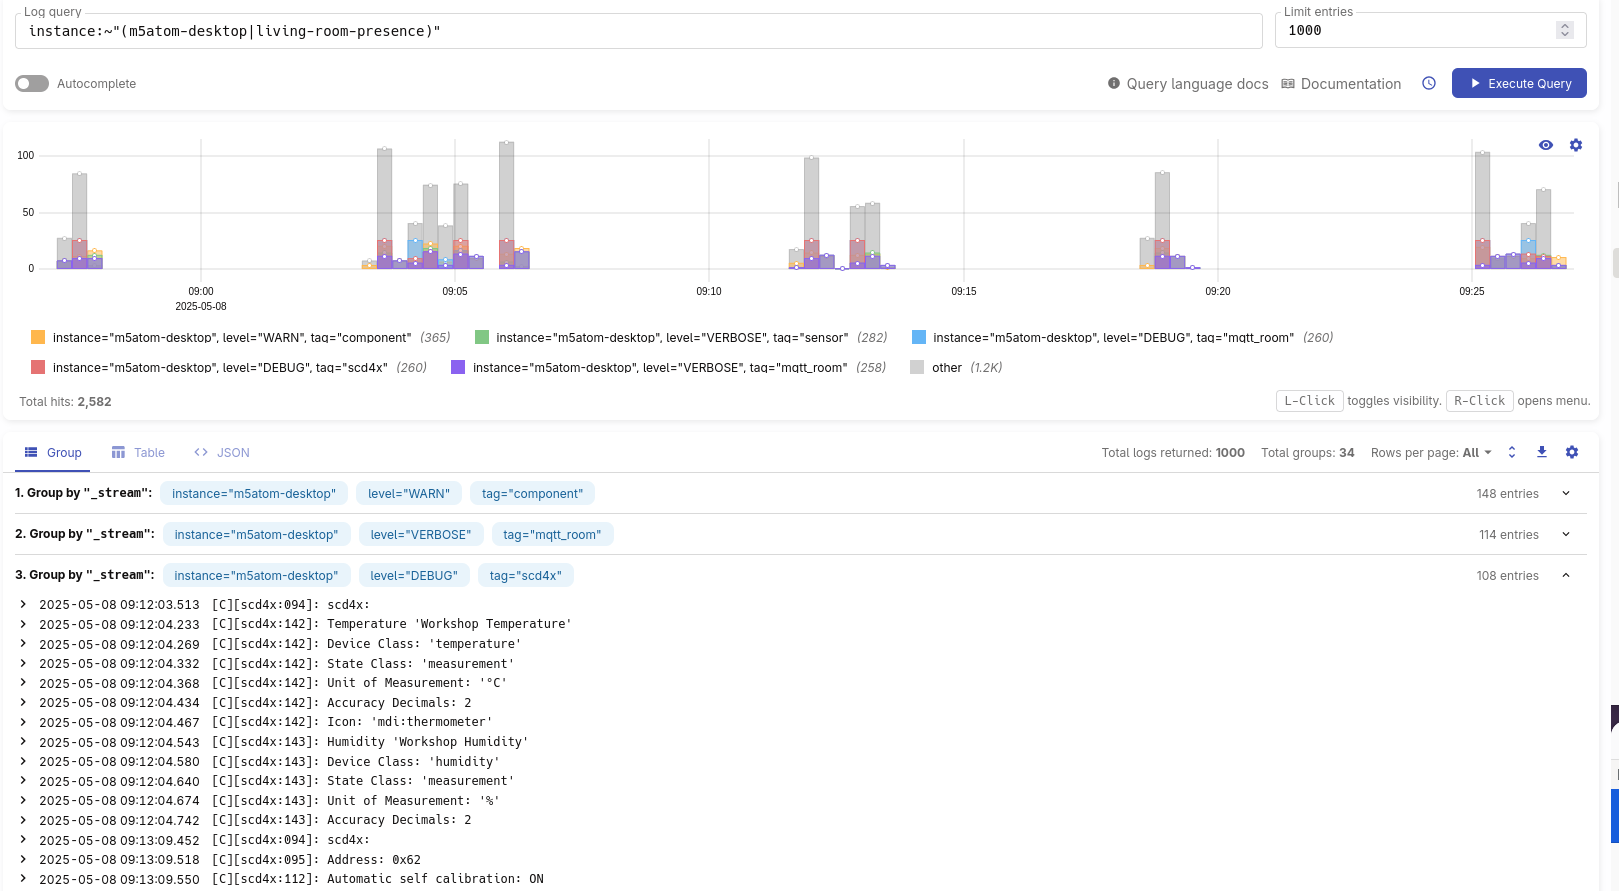 Log query
instance:~"(m5atom-desktop|living-room-presence)"
Limit entries
1000
Autocomplete
Query language docs
Documentation
Execute Query
100
50
0
09:00
2025-05-08
09:05
09:10
09:15
09:20
09:25
instance="m5atom-desktop", level="WARN", tag="component" (365)
instance="m5atom-desktop", level="VERBOSE", tag="sensor" (282)
instance="m5atom-desktop", level="DEBUG", tag="mqtt_room" (260)
instance="m5atom-desktop", level="DEBUG", tag="scd4x" (260)
instance="m5atom-desktop", level="VERBOSE", tag="mqtt_room" (258)
other (1.2K)
Total hits: 2,582
L-Click toggles visibility. R-Click opens menu.
Group
Table
JSON
Total logs returned: 1000
Total groups: 34
Rows per page: All
1. Group by "_stream": instance="m5atom-desktop" level="WARN" tag="component" 148 entries
2. Group by "_stream": instance="m5atom-desktop" level="VERBOSE" tag="mqtt_room" 114 entries
3. Group by "_stream": instance="m5atom-desktop" level="DEBUG" tag="scd4x" 108 entries
2025-05-08 09:12:03.513 [C][scd4x:094]: scd4x:
2025-05-08 09:12:04.233 [C][scd4x:142]: Temperature 'Workshop Temperature'
2025-05-08 09:12:04.269 [C][scd4x:142]: Device Class: 'temperature'
2025-05-08 09:12:04.332 [C][scd4x:142]: State Class: 'measurement'
2025-05-08 09:12:04.368 [C][scd4x:142]: Unit of Measurement: '°C'
2025-05-08 09:12:04.434 [C][scd4x:142]: Accuracy Decimals: 2
2025-05-08 09:12:04.467 [C][scd4x:142]: Icon: 'mdi:thermometer'
2025-05-08 09:12:04.543 [C][scd4x:143]: Humidity 'Workshop Humidity'
2025-05-08 09:12:04.580 [C][scd4x:143]: Device Class: 'humidity'
2025-05-08 09:12:04.640 [C][scd4x:143]: State Class: 'measurement'
2025-05-08 09:12:04.674 [C][scd4x:143]: Unit of Measurement: '%'
2025-05-08 09:12:04.742 [C][scd4x:143]: Accuracy Decimals: 2
2025-05-08 09:13:09.452 [C][scd4x:094]: scd4x:
2025-05-08 09:13:09.518 [C][scd4x:095]: Address: 0x62
2025-05-08 09:13:09.550 [C][scd4x:112]: Automatic self calibration: ON